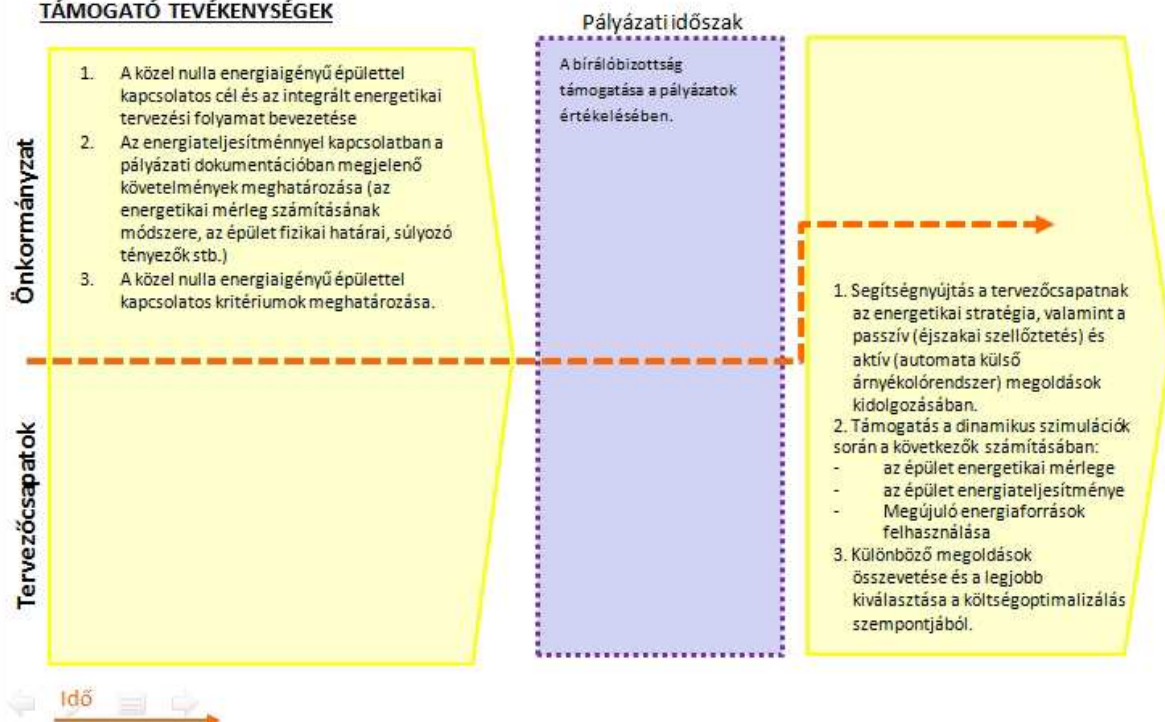 TÁMOGATÓ TEVÉKENYSÉGEK
Pályázati időszak
Önkormányzat
1. A közel nulla energiaigényű épülettel
kapcsolatos cél és az integrált energetikai
tervezési folyamat bevezetése
2. Az energiateljesítménnyel kapcsolatban a
pályázati dokumentációban megjelenő
követelmények meghatározása (az
energetikai mérleg számításának
módszere, az épület fizikai határai, súlyozó
tényezők stb.)
3. A közel nulla energiaigényű épülettel
kapcsolatos kritériumok meghatározása.
A bírálóbizottság
támogatása a pályázatok
értékelésében.
Tervezőcsapatok
1. Segítségnyújtás a tervezőcsapatnak
az energetikai stratégia, valamint a
passzív (éjszakai szellőztetés) és
aktív (automata külső
árnyékolórendszer) megoldások
kidolgozásában.
2. Támogatás a dinamikus szimulációk
során a következők számításában:
- az épület energetikai mérlege
- az épület energiateljesítménye
- Megújuló energiaforrások
felhasználása
3. Különböző megoldások
összevetése és a legjobb
kiválasztása a költségoptimalizálás
szempontjából.
Idő